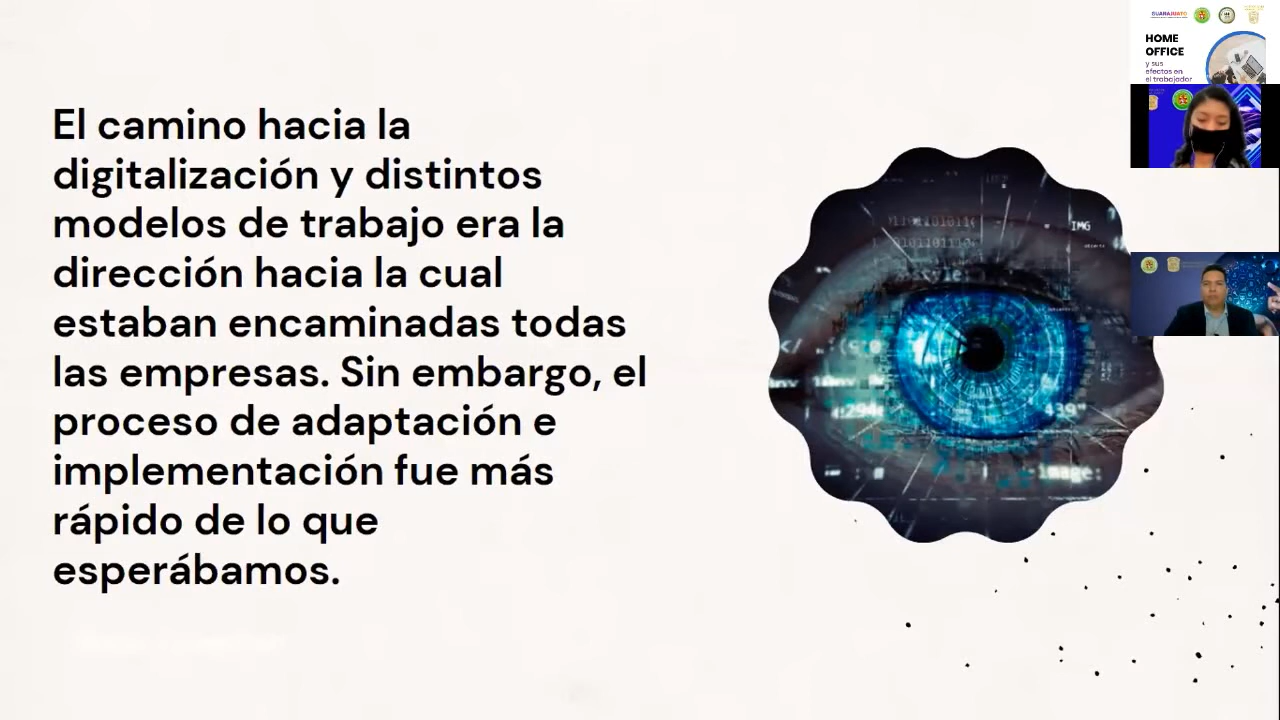 El camino hacia la
digitalización y distintos
modelos de trabajo era la
dirección hacia la cual
estaban encaminadas todas
las empresas. Sin embargo, el
proceso de adaptación e
implementación fue más
rápido de lo que
esperábamos.
GUANAJUATO
HOME
OFFICE
y sus
efectos en
el trabajador
IMG
image: